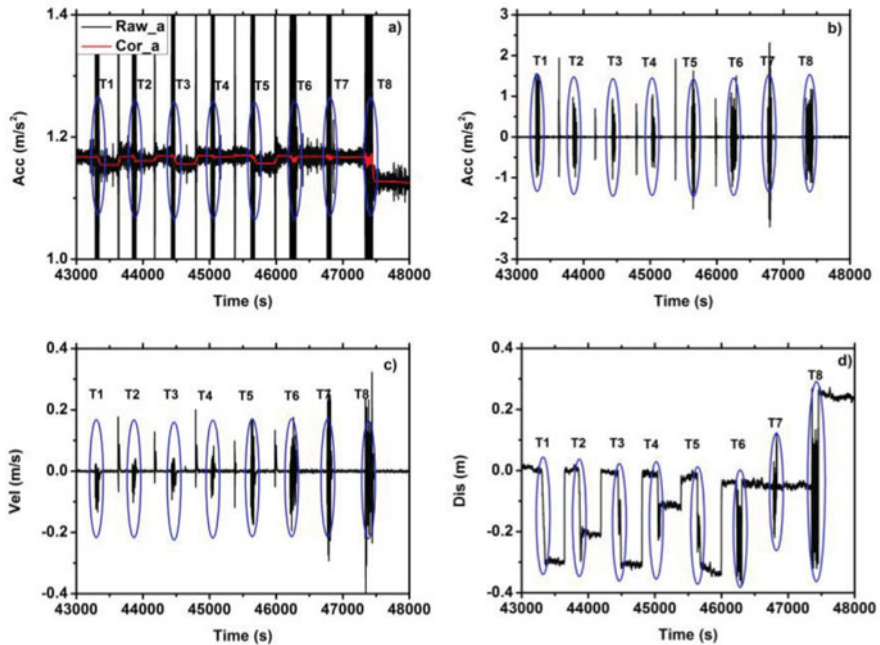 a)
Raw_a
Cor_a
T1 T2 T3 T4 T5 T6 T7 T8
1.4
1.2
1.0
Acc (m/s²)
43000 44000 45000 46000 47000 48000
Time (s)
b)
T1 T2 T3 T4 T5 T6 T7 T8
3
2
1
0
-1
-2
-3
Acc (m/s²)
43000 44000 45000 46000 47000 48000
Time (s)
c)
T1 T2 T3 T4 T5 T6 T7 T8
0.4
0.2
0.0
-0.2
-0.4
Vel (m/s)
43000 44000 45000 46000 47000 48000
Time (s)
d)
T1 T2 T3 T4 T5 T6 T7 T8
0.4
0.2
0.0
-0.2
-0.4
Dis (m)
43000 44000 45000 46000 47000 48000
Time (s)